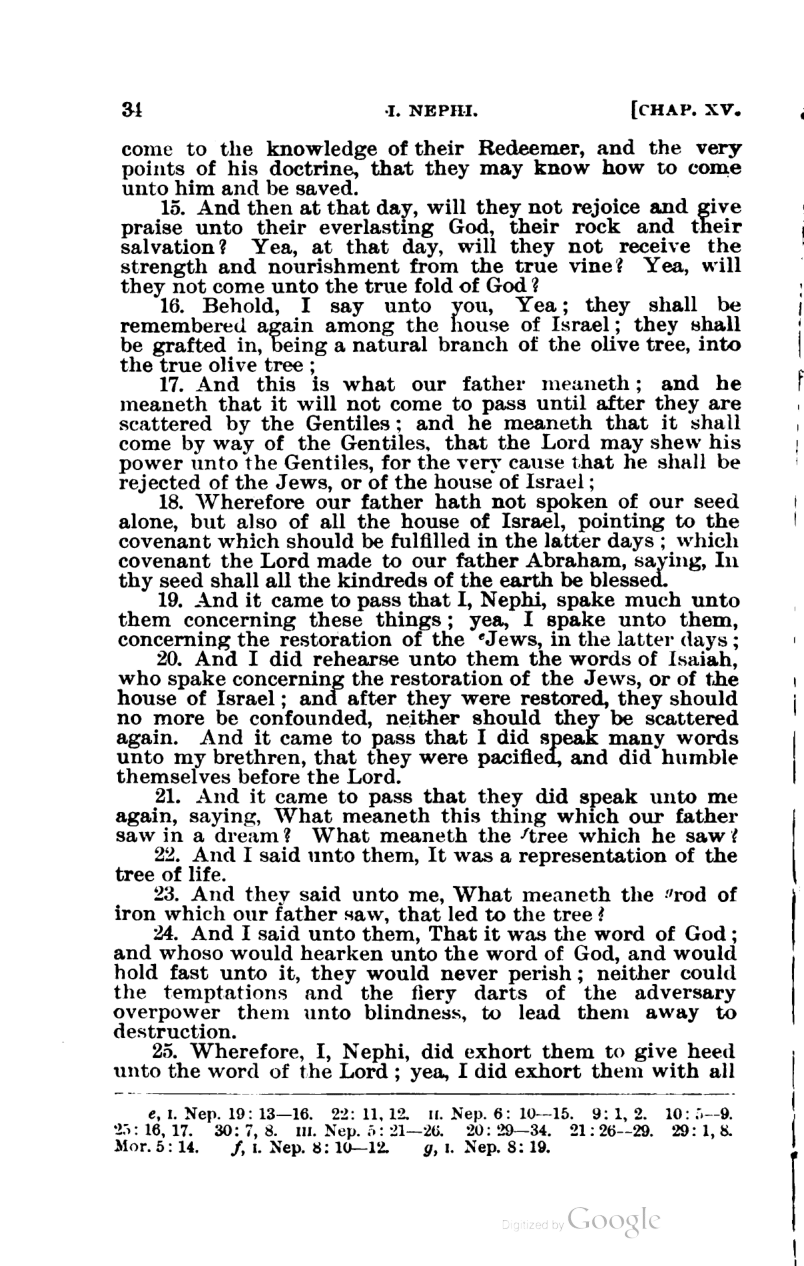 34 I. NEPHI. [CHAP. XV.
come to the knowledge of their Redeemer, and the very
points of his doctrine, that they may know how to come
unto him and be saved.
15. And then at that day, will they not rejoice and give
praise unto their everlasting God, their rock and their
salvation? Yea, at that day, will they not receive the
strength and nourishment from the true vine? Yea, will
they not come unto the true fold of God?
16. Behold, I say unto you, Yea; they shall be
remembered again among the house of Israel; they shall
be grafted in, being a natural branch of the olive tree, into
the true olive tree;
17. And this is what our father meaneth; and he
meaneth that it will not come to pass until after they are
scattered by the Gentiles; and he meaneth that it shall
come by way of the Gentiles, that the Lord may shew his
power unto the Gentiles, for the very cause that he shall be
rejected of the Jews, or of the house of Israel;
18. Wherefore our father hath not spoken of our seed
alone, but also of all the house of Israel, pointing to the
covenant which should be fulfilled in the latter days; which
covenant the Lord made to our father Abraham, saying, In
thy seed shall all the kindreds of the earth be blessed.
19. And it came to pass that I, Nephi, spake much unto
them concerning these things; yea, I spake unto them,
concerning the restoration of the eJews, in the latter days;
20. And I did rehearse unto them the words of Isaiah,
who spake concerning the restoration of the Jews, or of the
house of Israel; and after they were restored, they should
no more be confounded, neither should they be scattered
again. And it came to pass that I did speak many words
unto my brethren, that they were pacified, and did humble
themselves before the Lord.
21. And it came to pass that they did speak unto me
again, saying, What meaneth this thing which our father
saw in a dream? What meaneth the ftree which he saw?
22. And I said unto them, It was a representation of the
tree of life.
23. And they said unto me, What meaneth the grod of
iron which our father saw, that led to the tree?
24. And I said unto them, That it was the word of God;
and whoso would hearken unto the word of God, and would
hold fast unto it, they would never perish; neither could
the temptations and the fiery darts of the adversary
overpower them unto blindness, to lead them away to
destruction.
25. Wherefore, I, Nephi, did exhort them to give heed
unto the word of the Lord; yea, I did exhort them with all
e, I. Nep. 19: 13—16. 22: 11, 12. II. Nep. 6: 10—15. 9: 1, 2. 10: 5—9.
25: 16, 17. 30: 7, 8. III. Nep. 5: 21—26. 20: 29—34. 21: 26—29. 29: 1, 8.
Mor. 5: 14. f, I. Nep. 8: 10—12. g, I. Nep. 8: 19.
Digitized by Google